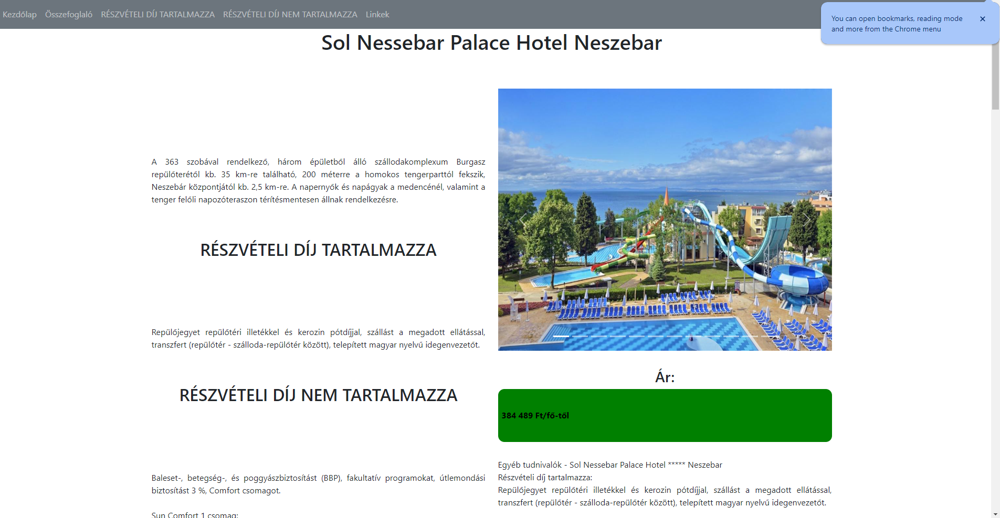 Kezdőlap Összefoglaló RÉSZVÉTELI DÍJ TARTALMAZZA RÉSZVÉTELI DÍJ NEM TARTALMAZZA Linkek
You can open bookmarks, reading mode
and more from the Chrome menu
Sol Nessebar Palace Hotel Neszebar
A 363 szobával rendelkező, három épületből álló szállodakomplexum Burgasz
repülőterétől kb. 35 km-re található, 200 méterre a homokos tengerparttól fekszik,
Neszebár központjától kb. 2,5 km-re. A napernyők és napágyak a medencénél, valamint a
tenger felőli napozóteraszon térítésmentesen állnak rendelkezésre.
RÉSZVÉTELI DÍJ TARTALMAZZA
Repülőjegyet repülőtéri illetékkel és kerozin pótdíjjal, szállást a megadott ellátással,
transzfert (repülőtér - szálloda-repülőtér között), telepített magyar nyelvű idegenvezetőt.
RÉSZVÉTELI DÍJ NEM TARTALMAZZA
Baleset-, betegség-, és poggyászbiztosítást (BBP), fakultatív programokat, útlemondási
biztosítást 3 %, Comfort csomagot.
Sun Comfort 1 csomag:
Ár:
384 489 Ft/fő-től
Egyéb tudnivalók - Sol Nessebar Palace Hotel ***** Neszebar
Részvételi díj tartalmazza:
Repülőjegyet repülőtéri illetékkel és kerozin pótdíjjal, szállást a megadott ellátással,
transzfert (repülőtér - szálloda-repülőtér között), telepített magyar nyelvű idegenvezetőt.